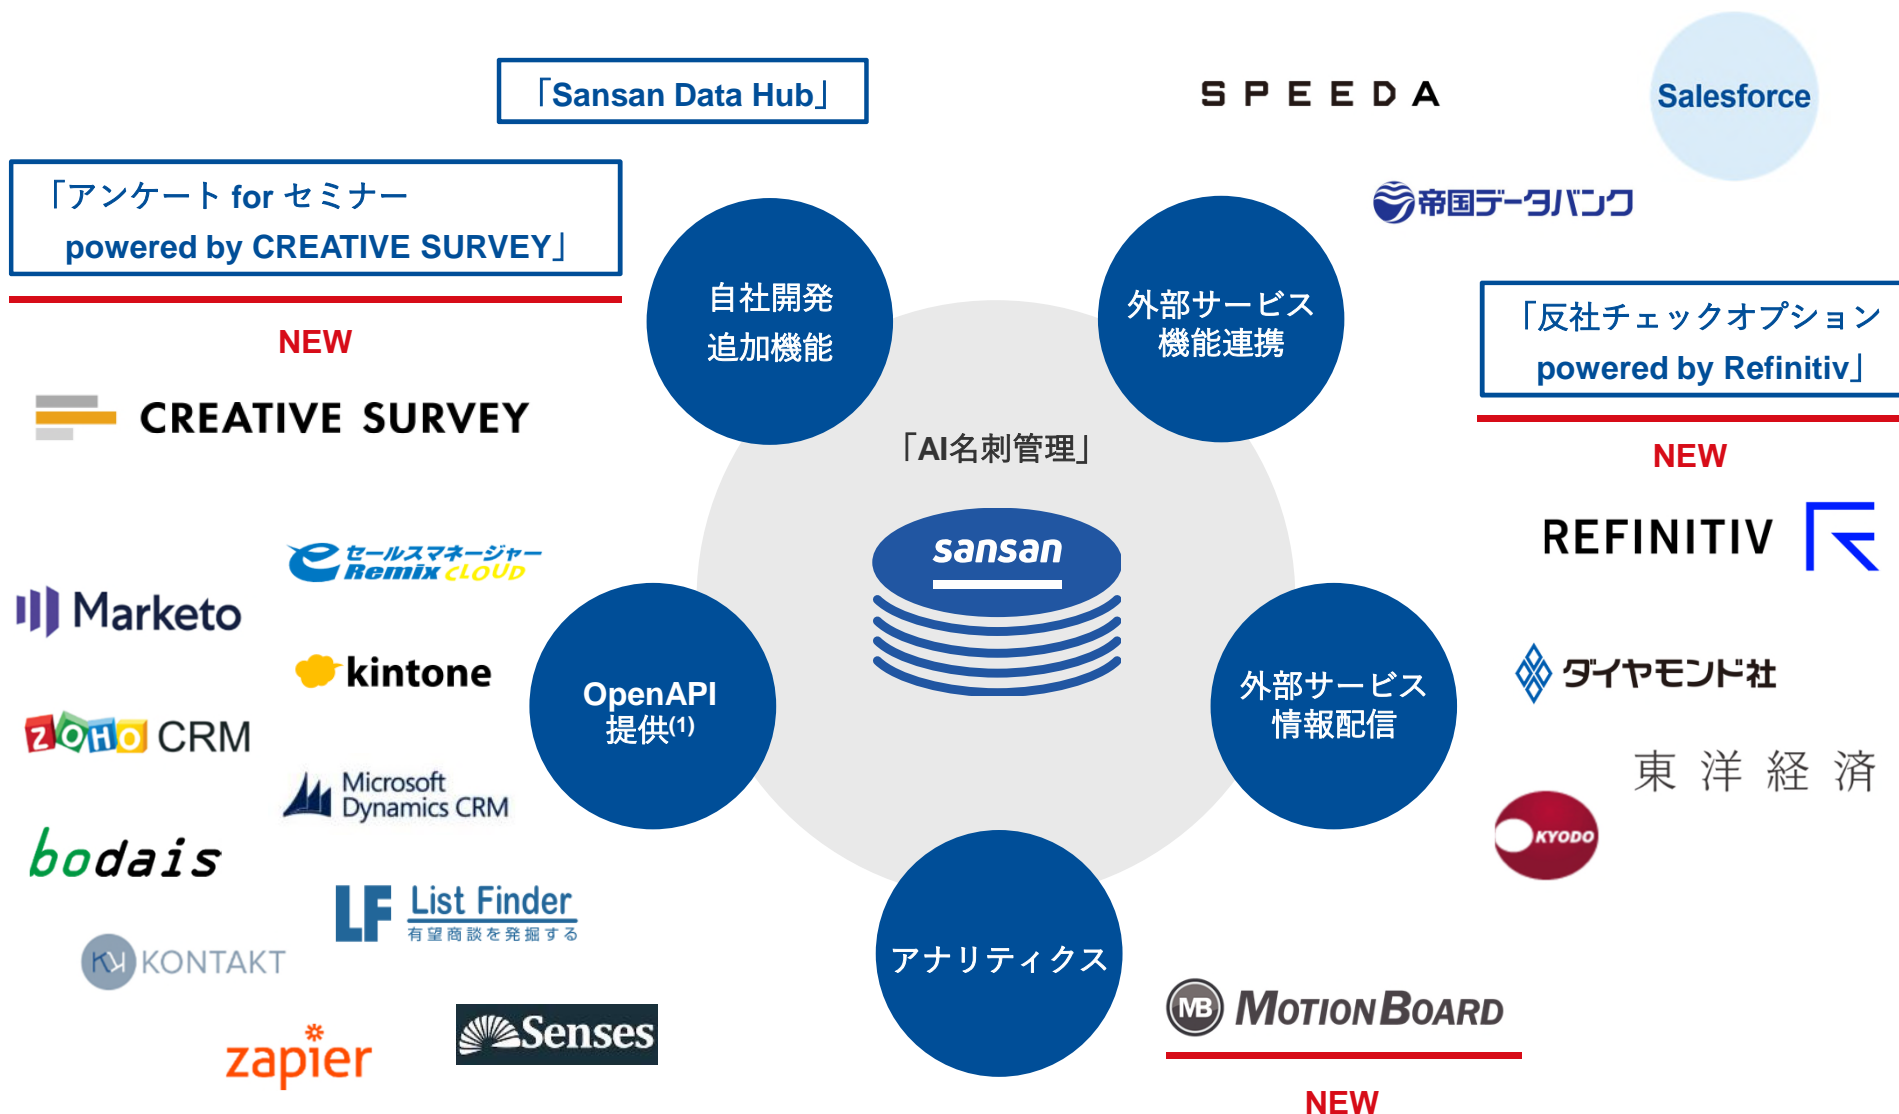 「Sansan Data Hub」
SPEEDA
Salesforce
「アンケート for セミナー
powered by CREATIVE SURVEY」
NEW
CREATIVE SURVEY
自社開発
追加機能
外部サービス
機能連携
帝国データバンク
「反社チェックオプション
powered by Refinitiv」
NEW
REFINITIV
「AI名刺管理」
sansan
セールスマネージャー
eRemix CLOUD
Marketo
kintone
ZOHO CRM
Microsoft
Dynamics CRM
bodais
LF List Finder
有望商談を発掘する
KONTAKT
zapier
Senses
OpenAPI
提供(1)
外部サービス
情報配信
ダイヤモンド社
東洋経済
KYODO
アナリティクス
MB MOTIONBOARD
NEW